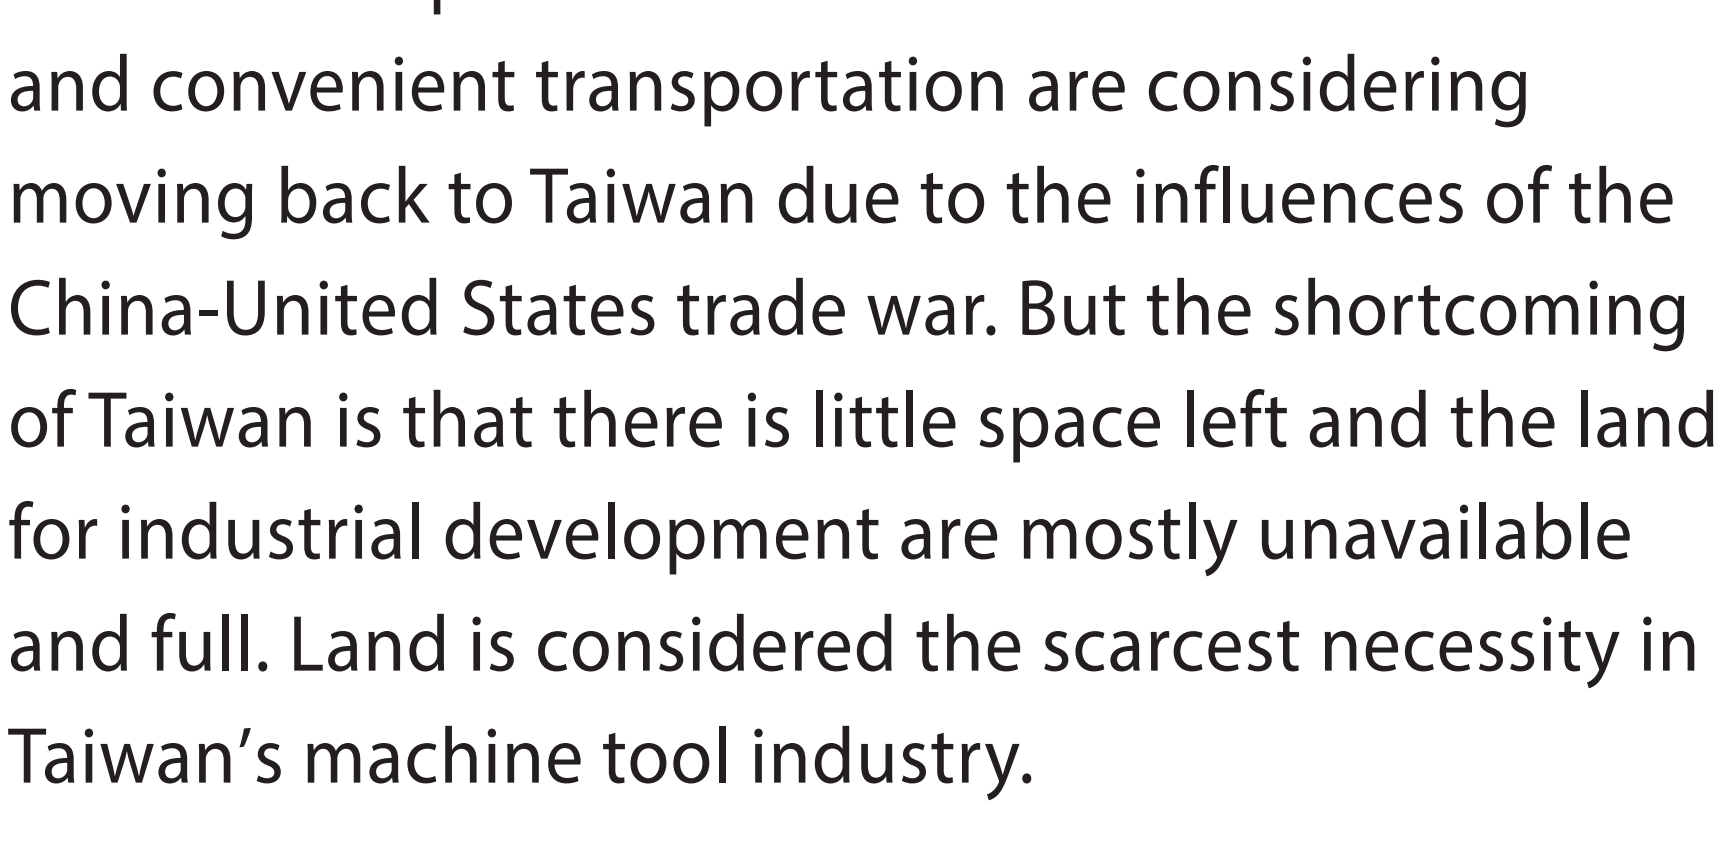 and convenient transportation are considering
moving back to Taiwan due to the influences of the
China-United States trade war. But the shortcoming
of Taiwan is that there is little space left and the land
for industrial development are mostly unavailable
and full. Land is considered the scarcest necessity in
Taiwan’s machine tool industry.